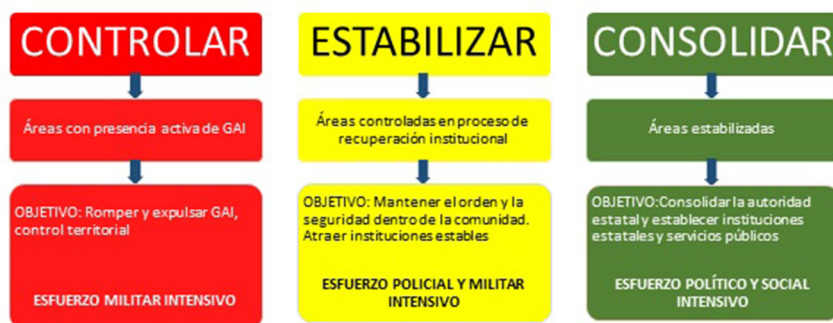 CONTROLAR
Áreas con presencia activa de GAI
OBJETIVO: Romper y expulsar GAI,
control territorial
ESFUERZO MILITAR INTENSIVO
ESTABILIZAR
Áreas controladas en proceso de
recuperación institucional
OBJETIVO: Mantener el orden y la
seguridad dentro de la comunidad.
Atraer instituciones estables
ESFUERZO POLICIAL Y MILITAR
INTENSIVO
CONSOLIDAR
Áreas estabilizadas
OBJETIVO:Consolidar la autoridad
estatal y establecer instituciones
estatales y servicios públicos
ESFUERZO POLÍTICO Y SOCIAL
INTENSIVO